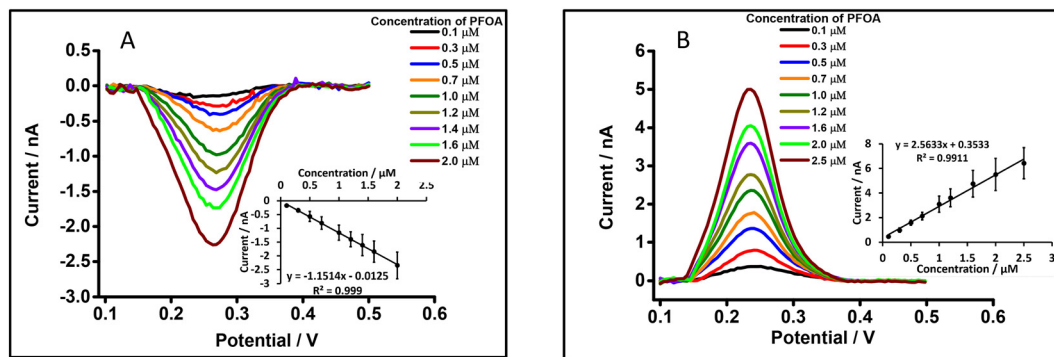 A
Concentration of PFOA
0.1 μM
0.3 μM
0.5 μM
0.7 μM
1.0 μM
1.2 μM
1.4 μM
1.6 μM
2.0 μM
0.5
0.0
-0.5
-1.0
-1.5
-2.0
-2.5
-3.0
Current / nA
0.1 0.2 0.3 0.4 0.5 0.6
Potential / V
Concentration / μM
0 0.5 1 1.5 2 2.5
0
-0.5
-1
-1.5
-2
-2.5
-3
Current / nA
y = -1.1514x - 0.0125
R² = 0.999
B
Concentration of PFOA
0.1 μM
0.3 μM
0.5 μM
0.7 μM
1.0 μM
1.2 μM
1.6 μM
2.0 μM
2.5 μM
6
5
4
3
2
1
0
Current / nA
0.1 0.2 0.3 0.4 0.5 0.6
Potential / V
y = 2.5633x + 0.3533
R² = 0.9911
8
6
4
2
0
Current / nA
0 0.5 1 1.5 2 2.5 3
Concentration / μM